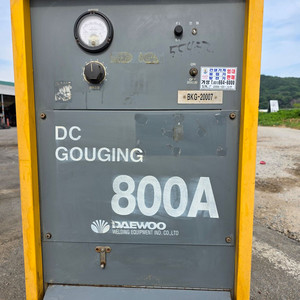 BKG-20007
DC
GOUGING
800A
DAEWOO
WELDING EQUIPMENT IND. CO., LTD